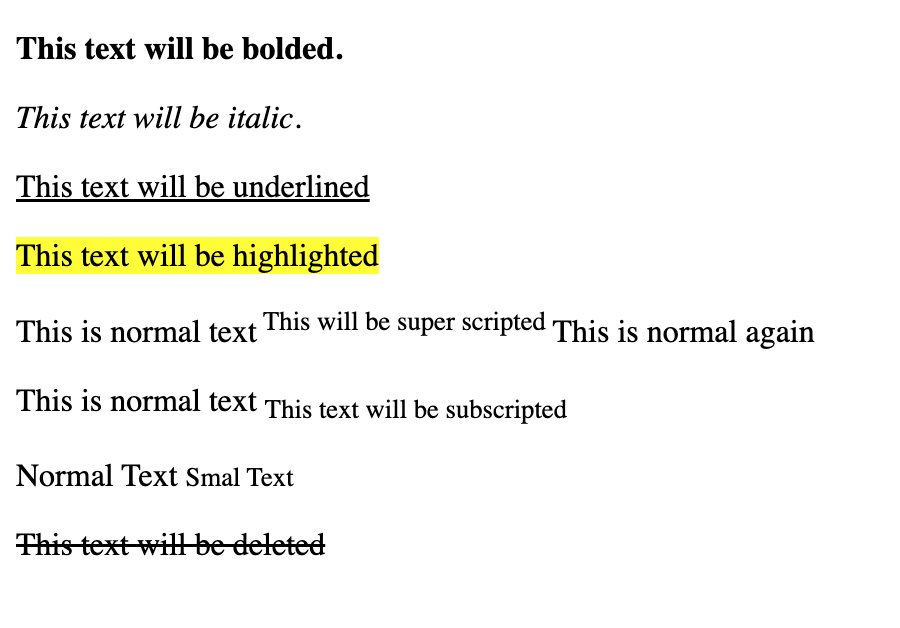 This text will be bolded.
This text will be italic.
This text will be underlined
This text will be highlighted
This is normal text This will be super scripted This is normal again
This is normal text This text will be subscripted
Normal Text Smal Text
This text will be deleted